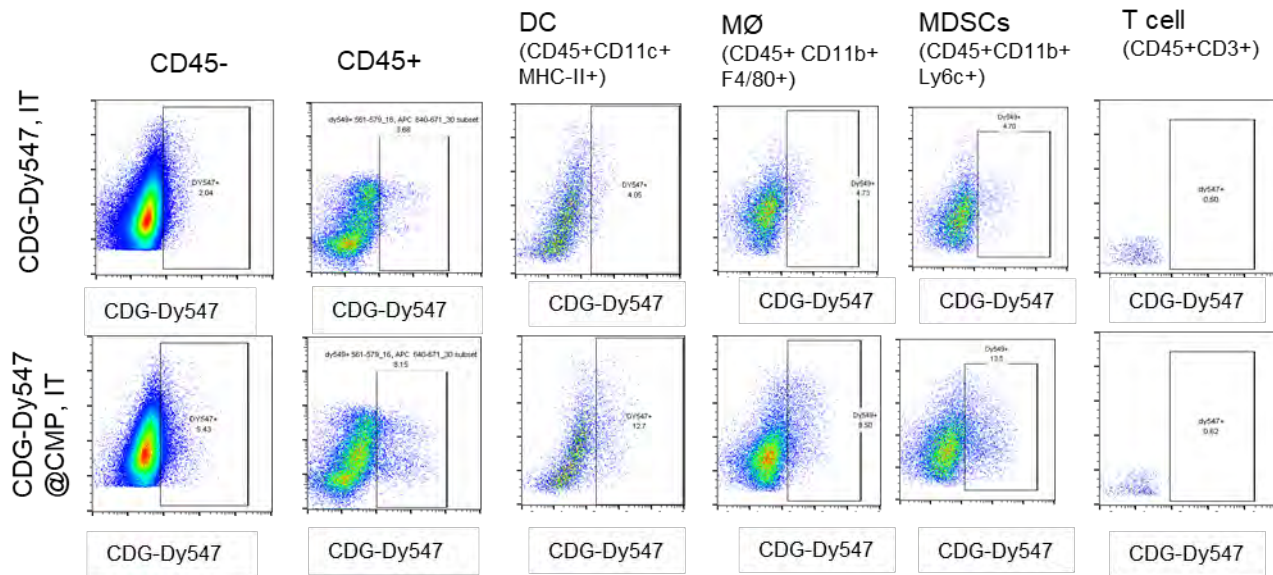 CD45-
CD45+
DC
(CD45+CD11c+
MHC-II+)
MØ
(CD45+ CD11b+
F4/80+)
MDSCs
(CD45+CD11b+
Ly6c+)
T cell
(CD45+CD3+)
CDG-Dy547, IT
DY547+
2.04
dy549+ 561-579_16, APC 640-671_30 subset
3.68
DY547+
4.05
Dy549+
4.73
Dy549+
4.70
dy547+
0.60
CDG-Dy547
CDG-Dy547
CDG-Dy547
CDG-Dy547
CDG-Dy547
CDG-Dy547
CDG-Dy547
@CMP, IT
DY547+
5.43
dy549+ 561-579_16, APC 640-671_30 subset
8.15
DY547+
12.7
Dy549+
9.50
Dy549+
dy547+
0.62
CDG-Dy547
CDG-Dy547
CDG-Dy547
CDG-Dy547
CDG-Dy547
CDG-Dy547